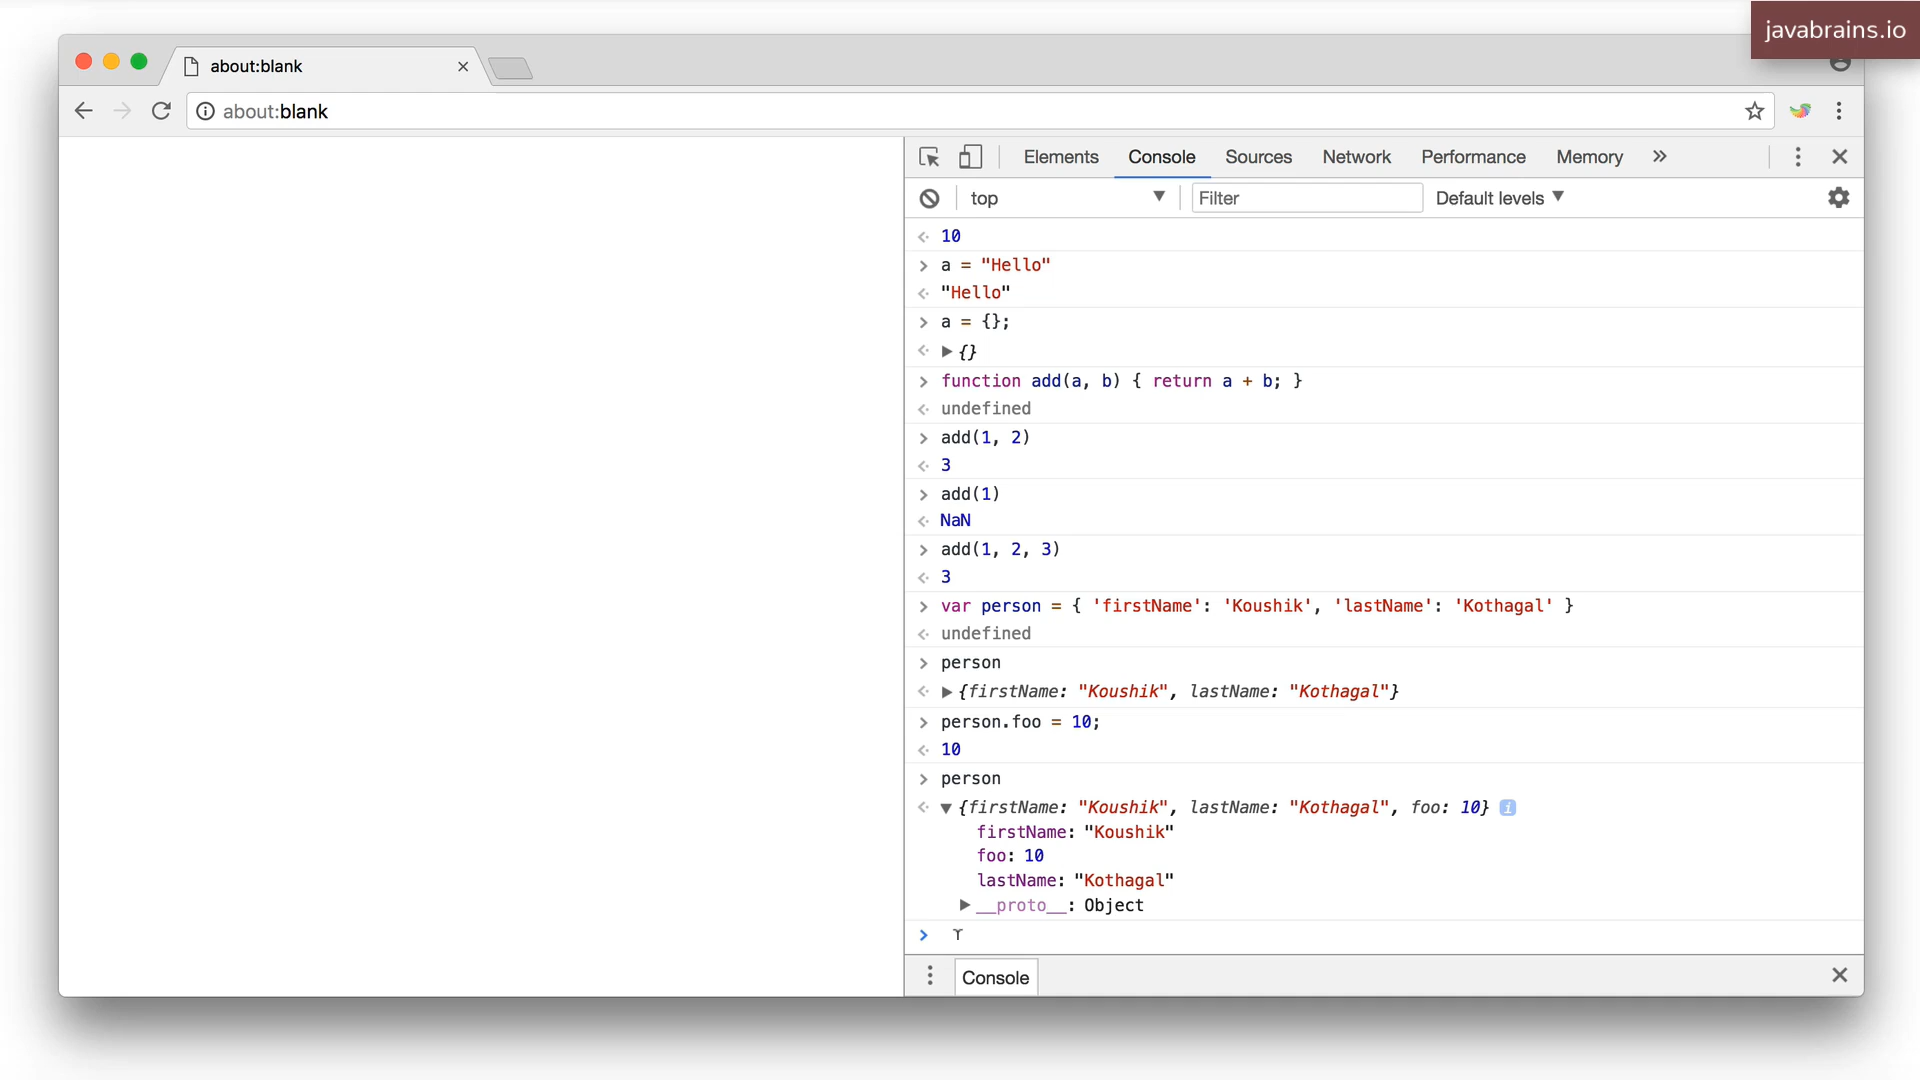 javabrains.io
about:blank
about:blank
Elements Console Sources Network Performance Memory
top Filter Default levels
10
a = "Hello"
"Hello"
a = {};
{}
function add(a, b) { return a + b; }
undefined
add(1, 2)
3
add(1)
NaN
add(1, 2, 3)
3
var person = { 'firstName': 'Koushik', 'lastName': 'Kothagal' }
undefined
person
{firstName: "Koushik", lastName: "Kothagal"}
person.foo = 10;
10
person
{firstName: "Koushik", lastName: "Kothagal", foo: 10}
firstName: "Koushik"
foo: 10
lastName: "Kothagal"
__proto__: Object
Console